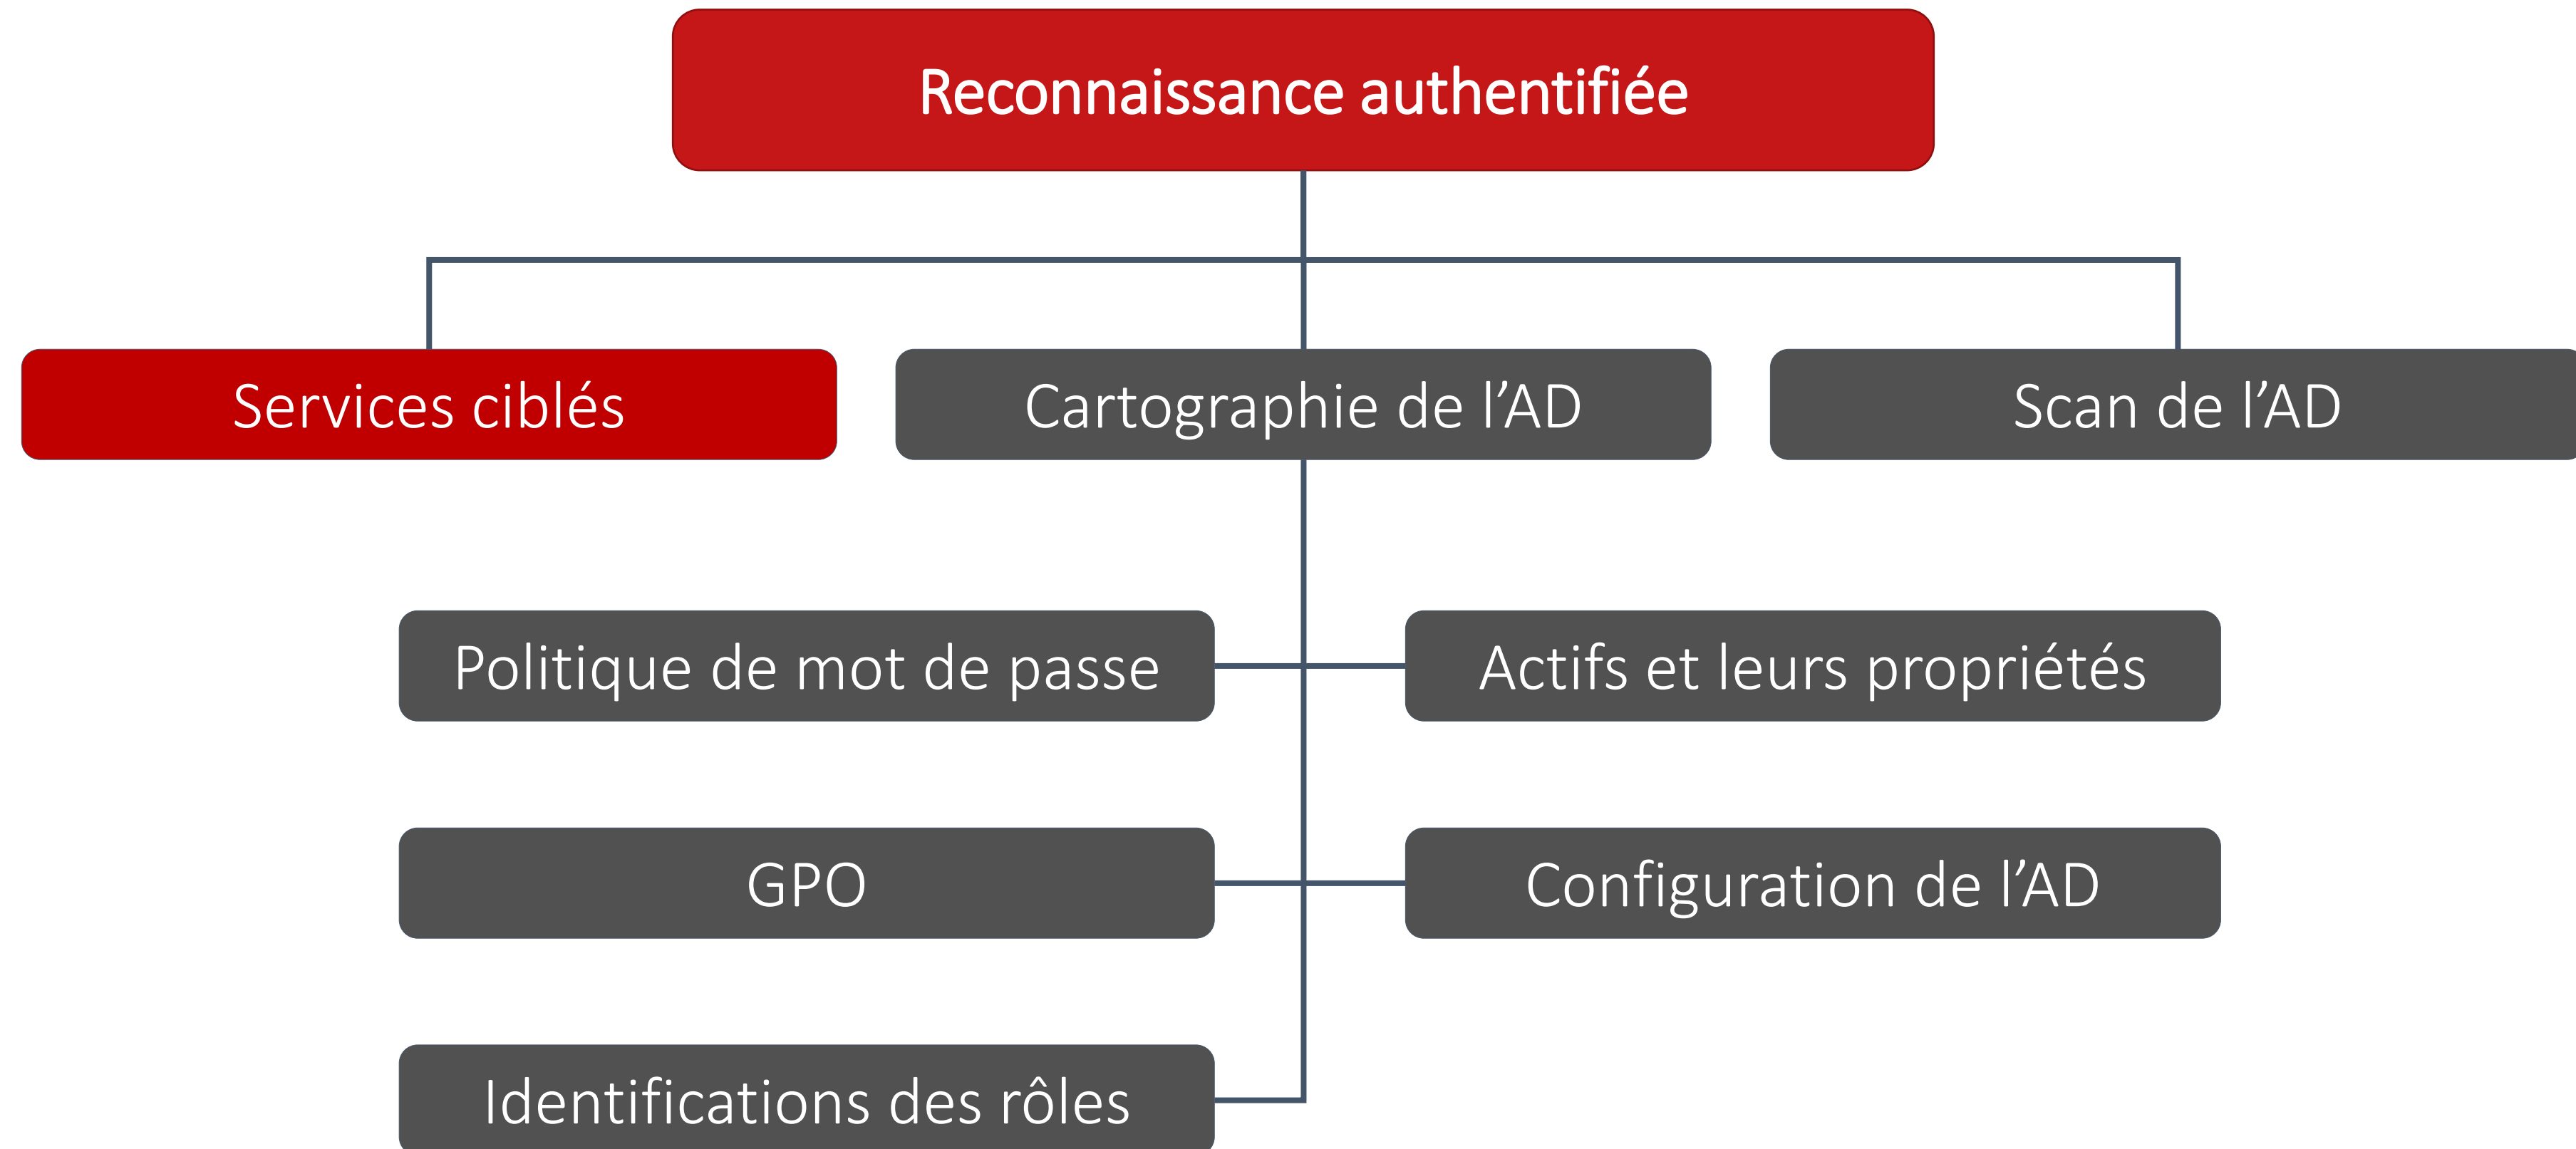 Reconnaissance authentifiée
Services ciblés
Cartographie de l’AD
Scan de l’AD
Politique de mot de passe
Actifs et leurs propriétés
GPO
Configuration de l’AD
Identifications des rôles